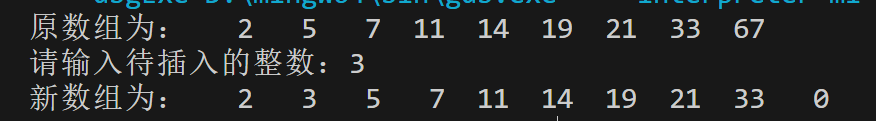 原数组为： 2 5 7 11 14 19 21 33 67
请输入待插入的整数：3
新数组为： 2 3 5 7 11 14 19 21 33 0